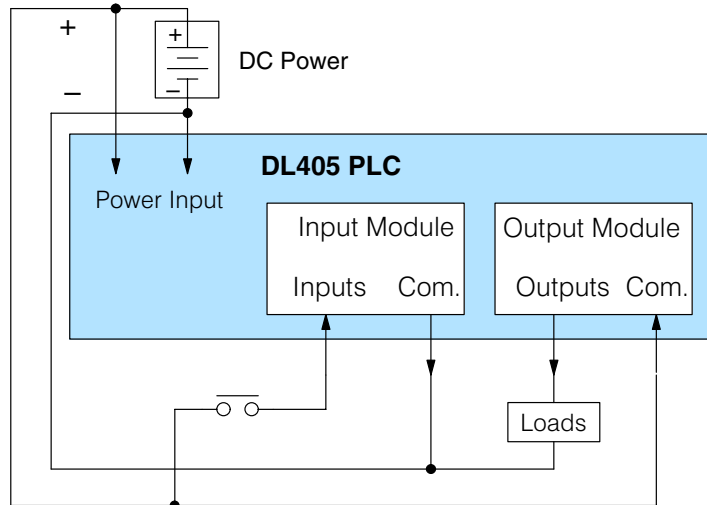 +
+
DC Power
–
–
DL405 PLC
Power Input
Input Module
Output Module
Inputs Com.
Outputs Com.
Loads